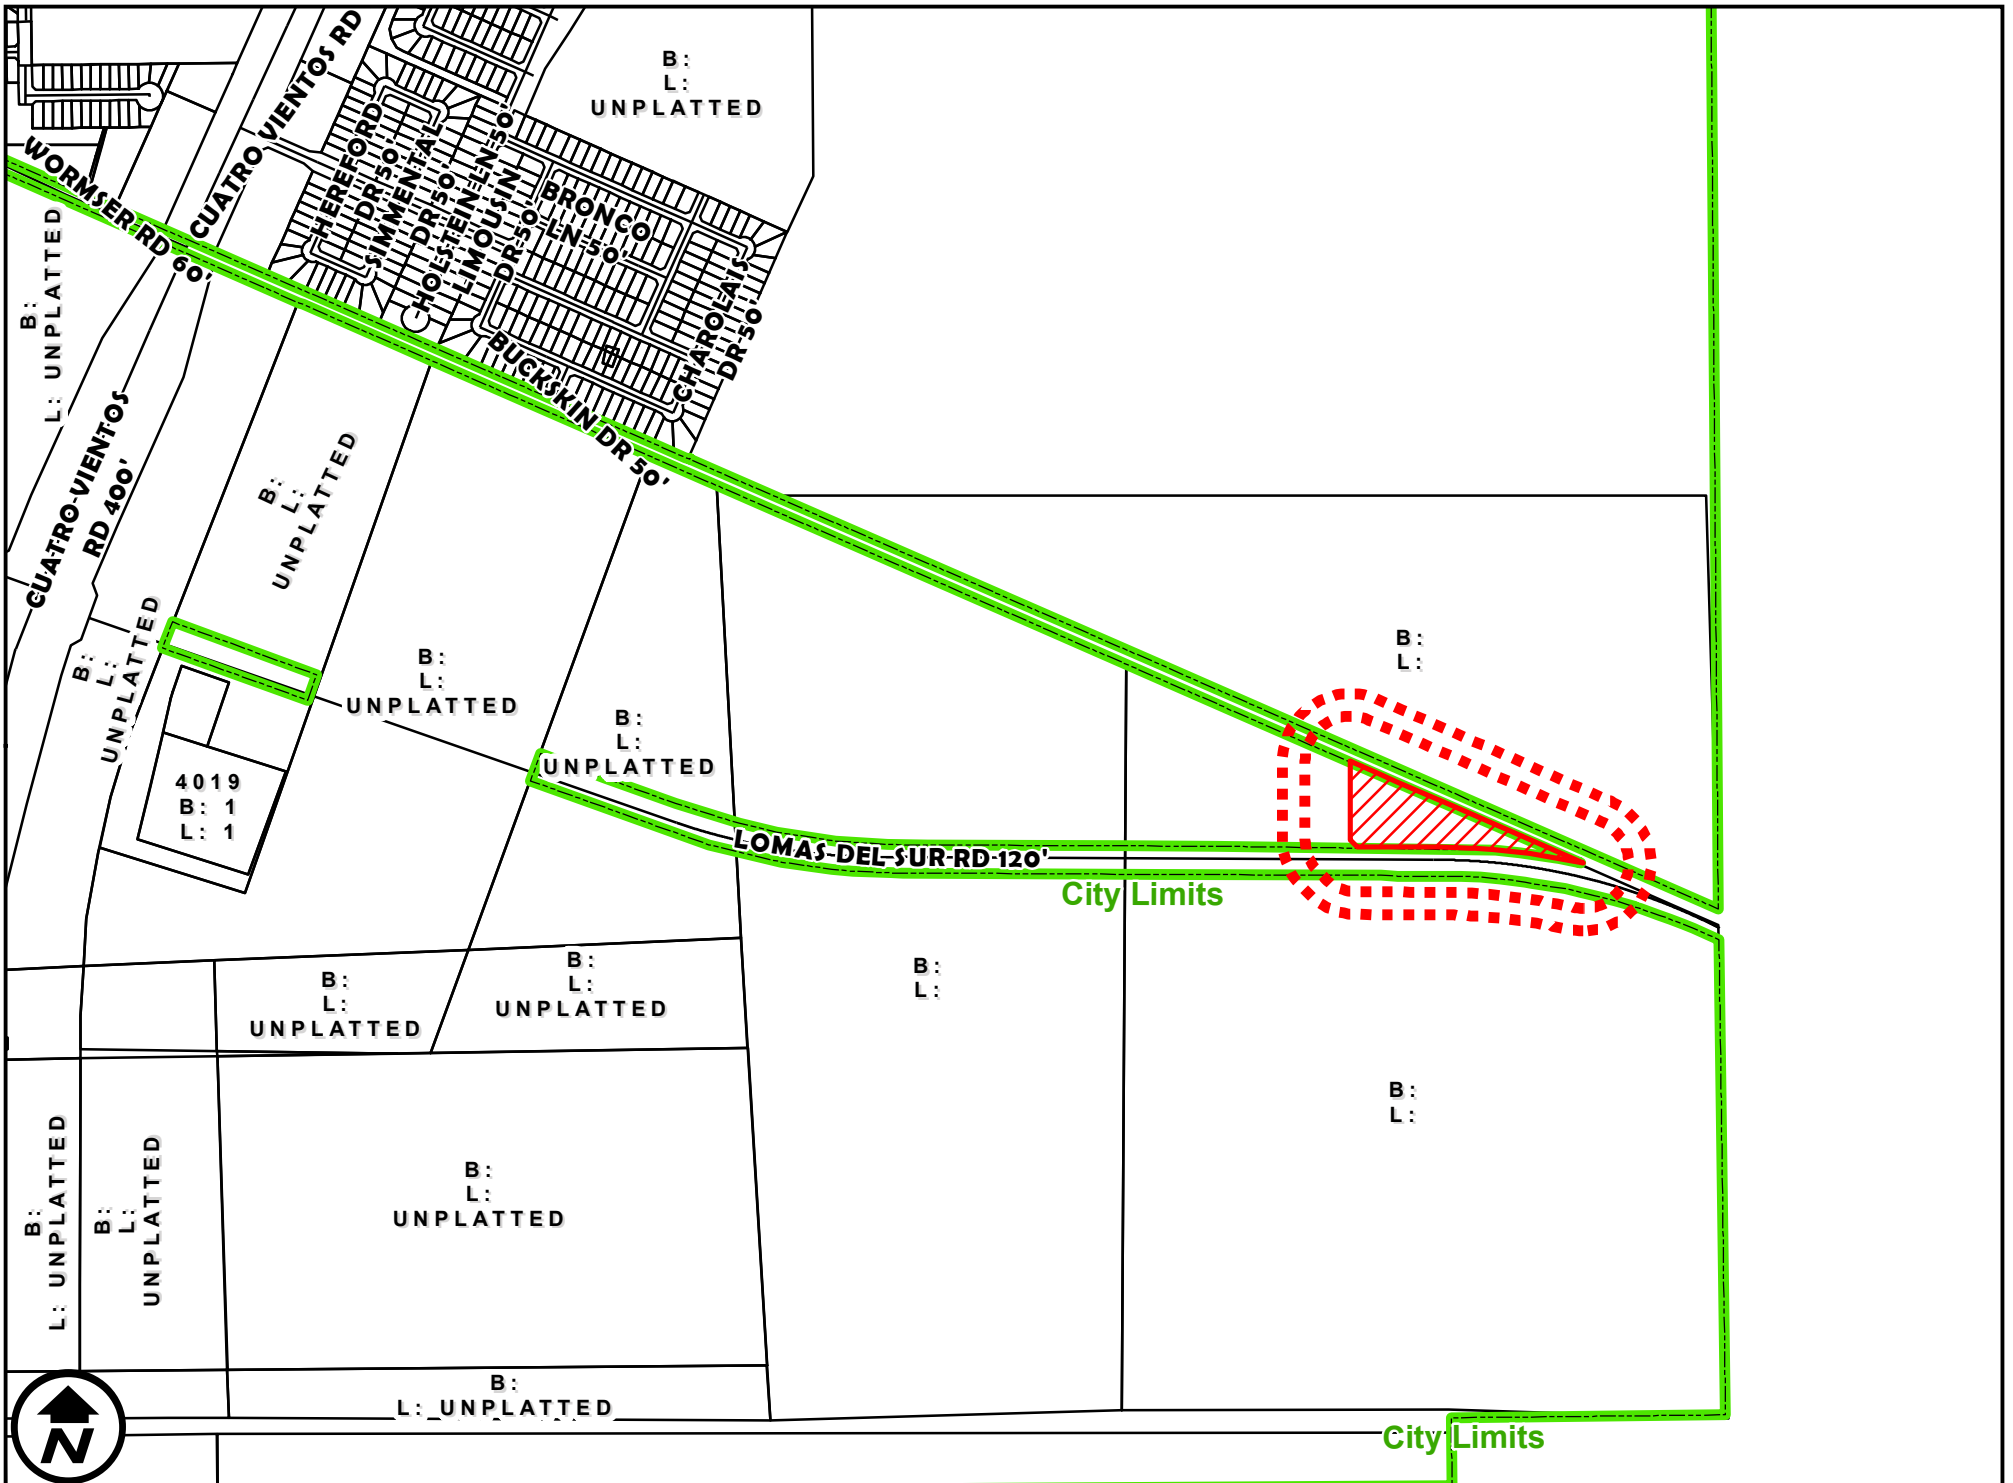 B:
L:
UNPLATTED
CUATRO VIENTOS RD
WORMSER RD 60'
HEREFORD
DR 50'
SIMMENTAL
DR 50'
HOLSTEIN LN 50'
LIMOUSIN
DR 50'
BRONCO
LN 50'
CHAROLAIS
DR 50'
BUCKSKIN DR 50'
B:
L: UNPLATTED
CUATRO VIENTOS
RD 400'
B:
L:
UNPLATTED
B:
L:
UNPLATTED
B:
L:
UNPLATTED
B:
L:
UNPLATTED
B:
L:
4019
B: 1
L: 1
LOMAS DEL SUR RD 120'
City Limits
B:
L:
UNPLATTED
B:
L:
UNPLATTED
B:
L:
B:
L:
B:
L: UNPLATTED
B:
L:
UNPLATTED
B:
L:
UNPLATTED
B:
L: UNPLATTED
City Limits
N